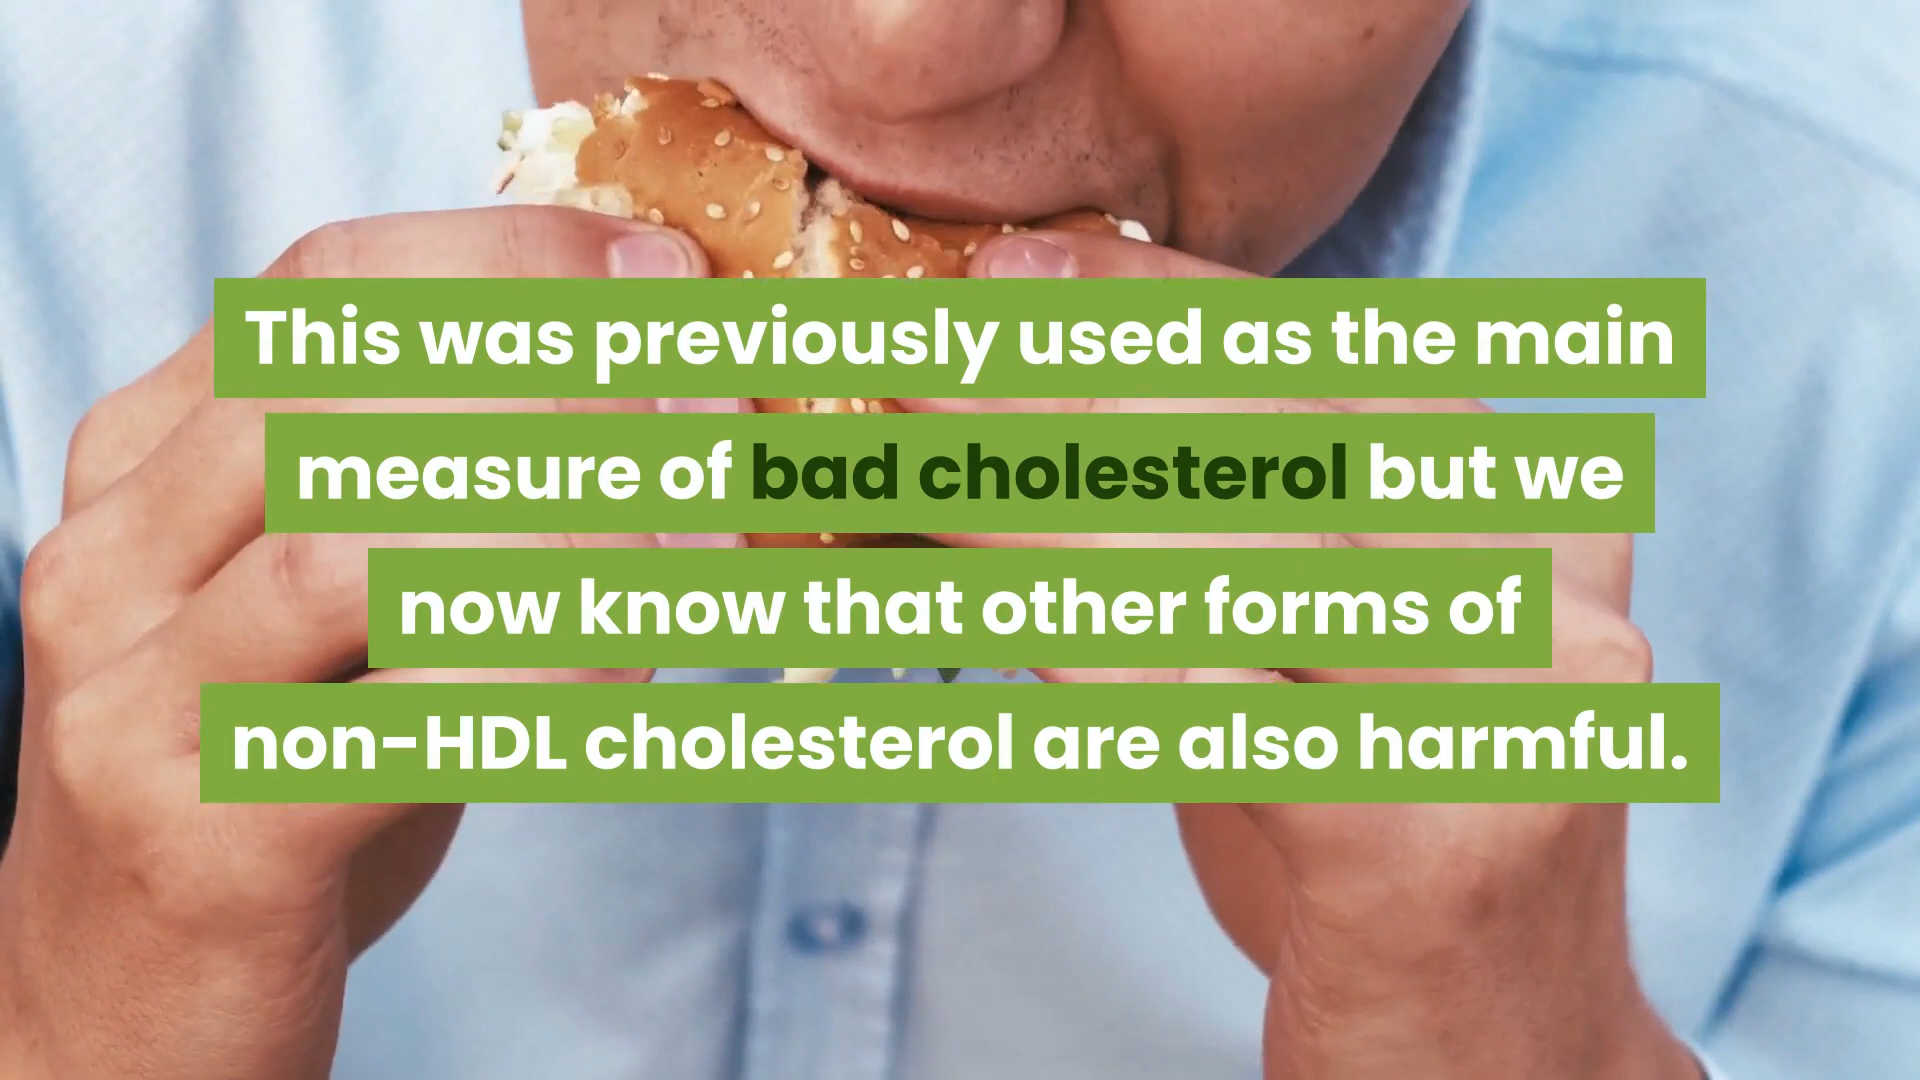 This was previously used as the main
measure of bad cholesterol but we
now know that other forms of
non-HDL cholesterol are also harmful.